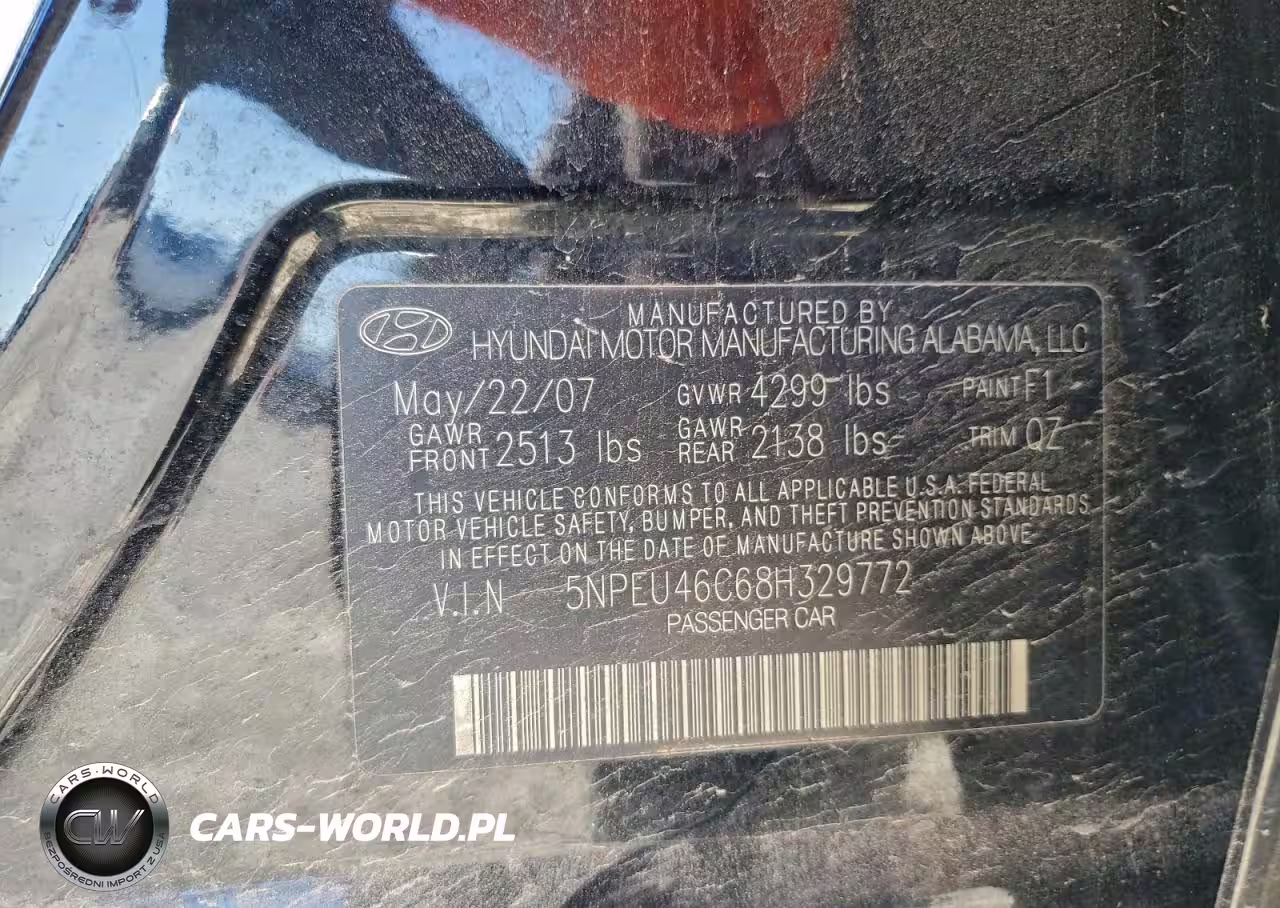 MANUFACTURED BY
HYUNDAI MOTOR MANUFACTURING ALABAMA, LLC
May/22/07 GVWR 4299 lbs PAINT F1
GAWR FRONT 2513 lbs GAWR REAR 2138 lbs TRIM QZ
THIS VEHICLE CONFORMS TO ALL APPLICABLE U.S.A. FEDERAL
MOTOR VEHICLE SAFETY, BUMPER, AND THEFT PREVENTION STANDARDS
IN EFFECT ON THE DATE OF MANUFACTURE SHOWN ABOVE
V.I.N 5NPEU46C68H329772
PASSENGER CAR
CARS-WORLD
CW
BEZPOŚREDNI IMPORT Z USA
CARS-WORLD.PL